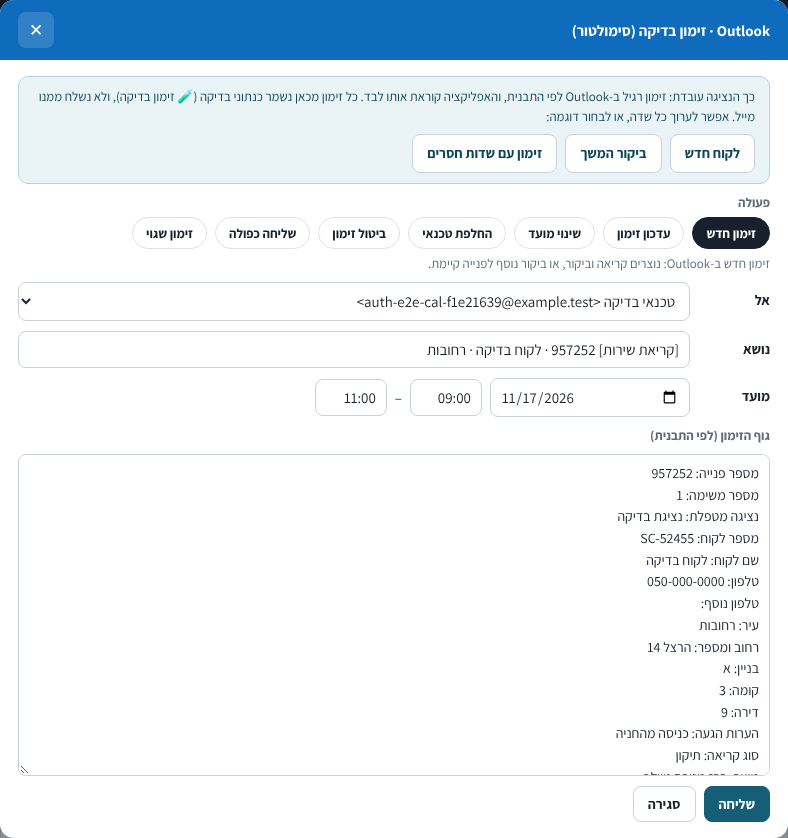 Outlook · זימון בדיקה (סימולטור)
✕
כך הנציגה עובדת: זימון רגיל ב-Outlook לפי התבנית, והאפליקציה קוראת אותו לבד. כל זימון מכאן נשמר כנתוני בדיקה (🧪 זימון בדיקה), ולא נשלח ממנו
מייל. אפשר לערוך כל שדה, או לבחור דוגמה:
לקוח חדש
ביקור המשך
זימון עם שדות חסרים
פעולה
זימון חדש
עדכון זימון
שינוי מועד
החלפת טכנאי
ביטול זימון
שליחה כפולה
זימון שגוי
זימון חדש ב-Outlook: נוצרים קריאה וביקור, או ביקור נוסף לפנייה קיימת.
אל
טכנאי בדיקה <auth-e2e-cal-f1e21639@example.test>
נושא
[קריאת שירות] 957252 · לקוח בדיקה · רחובות
מועד
11/17/2026
09:00
–
11:00
גוף הזימון (לפי התבנית)
מספר פנייה: 957252
מספר משימה: 1
נציגה מטפלת: נציגת בדיקה
מספר לקוח: SC-52455
שם לקוח: לקוח בדיקה
טלפון: 050-000-0000
טלפון נוסף:
עיר: רחובות
רחוב ומספר: הרצל 14
בניין: א
קומה: 3
דירה: 9
הערות הגעה: כניסה מהחניה
סוג קריאה: תיקון
שליחה
סגירה